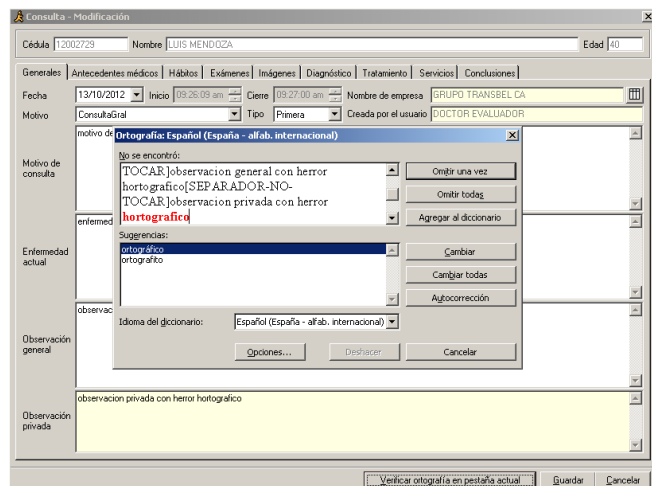 Consulta - Modificación
Cédula 12002729 Nombre LUIS MENDOZA Edad 40
Generales Antecedentes médicos Hábitos Exámenes Imágenes Diagnóstico Tratamiento Servicios Conclusiones
Fecha 13/10/2012 Inicio 09:26:09 am Cierre 09:27:00 am Nombre de empresa GRUPO TRANSBEL CA
Motivo ConsultaGral Tipo Primera Creada por el usuario DOCTOR EVALUADOR
Motivo de consulta
motivo de
Ortografía: Español (España - alfab. internacional)
No se encontró:
TOCAR]observacion general con herror
hortografico[SEPARADOR-NO-
TOCAR]observacion privada con herror
hortografico
Omitir una vez
Omitir todas
Agregar al diccionario
Sugerencias:
ortográfico
ortografito
Cambiar
Cambiar todas
Autocorrección
Idioma del diccionario: Español (España - alfab. internacional)
Opciones... Deshacer Cancelar
Enfermedad actual
enfermed
Observación general
observac
Observación privada
observacion privada con herror hortografico
Verificar ortografía en pestaña actual Guardar Cancelar